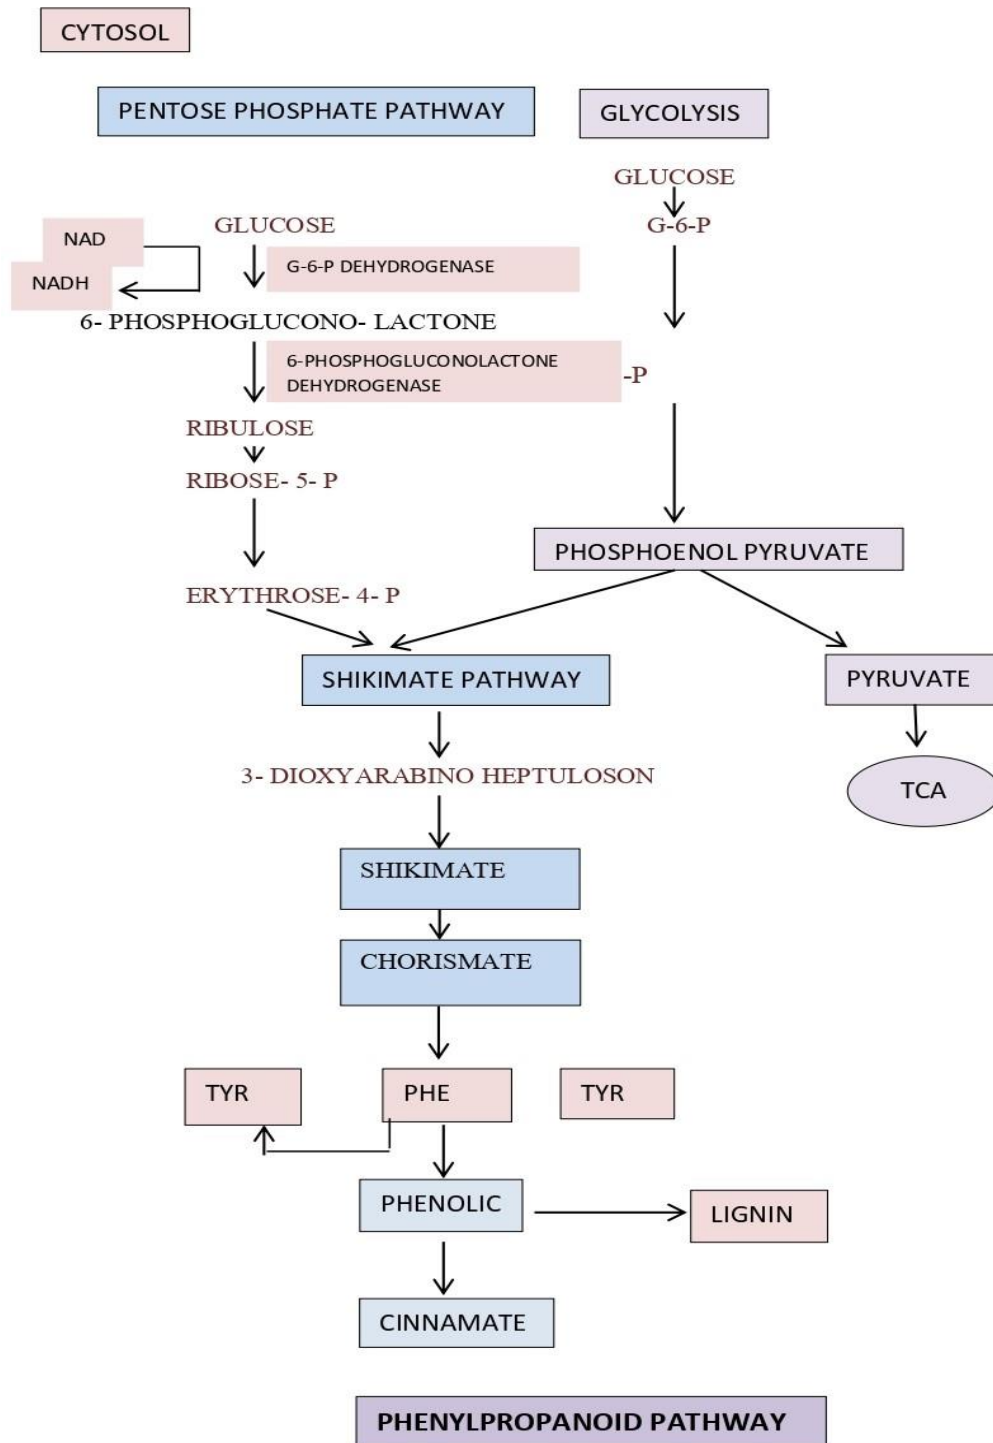 CYTOSOL
PENTOSE PHOSPHATE PATHWAY
GLYCOLYSIS
GLUCOSE
G-6-P
NAD
NADH
GLUCOSE
G-6-P DEHYDROGENASE
6- PHOSPHOGLUCONO- LACTONE
6-PHOSPHOGLUCONOLACTONE
DEHYDROGENASE
-P
RIBULOSE
RIBOSE- 5- P
PHOSPHOENOL PYRUVATE
ERYTHROSE- 4- P
SHIKIMATE PATHWAY
PYRUVATE
3- DIOXYARABINO HEPTULOSON
TCA
SHIKIMATE
CHORISMATE
TYR
PHE
TYR
PHENOLIC
LIGNIN
CINNAMATE
PHENYLPROPANOID PATHWAY